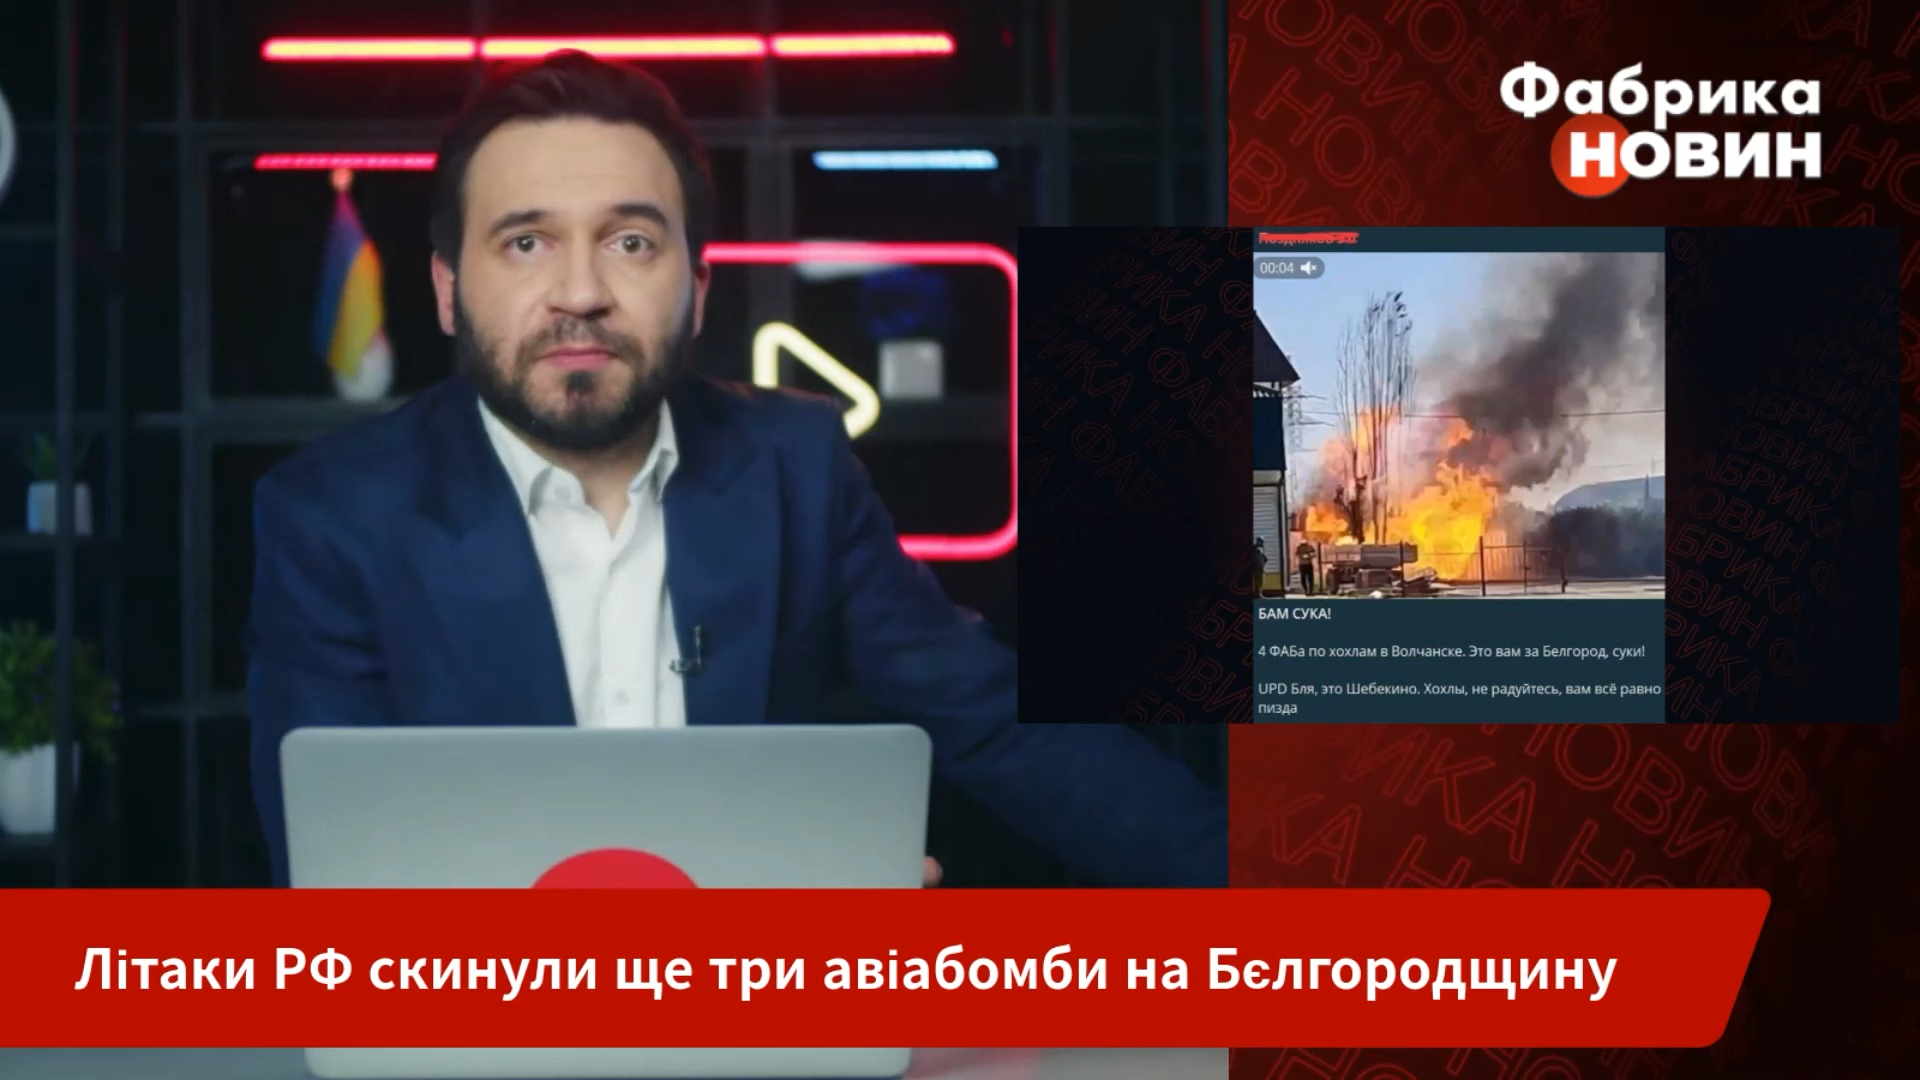 Фабрика
НОВИН
00:04
БАМ СУКА!
4 ФАБа по хохлам в Волчанске. Это вам за Белгород, суки!
UPD Бля, это Шебекино. Хохлы, не радуйтесь, вам всё равно
пизда
Літаки РФ скинули ще три авіабомби на Бєлгородщину